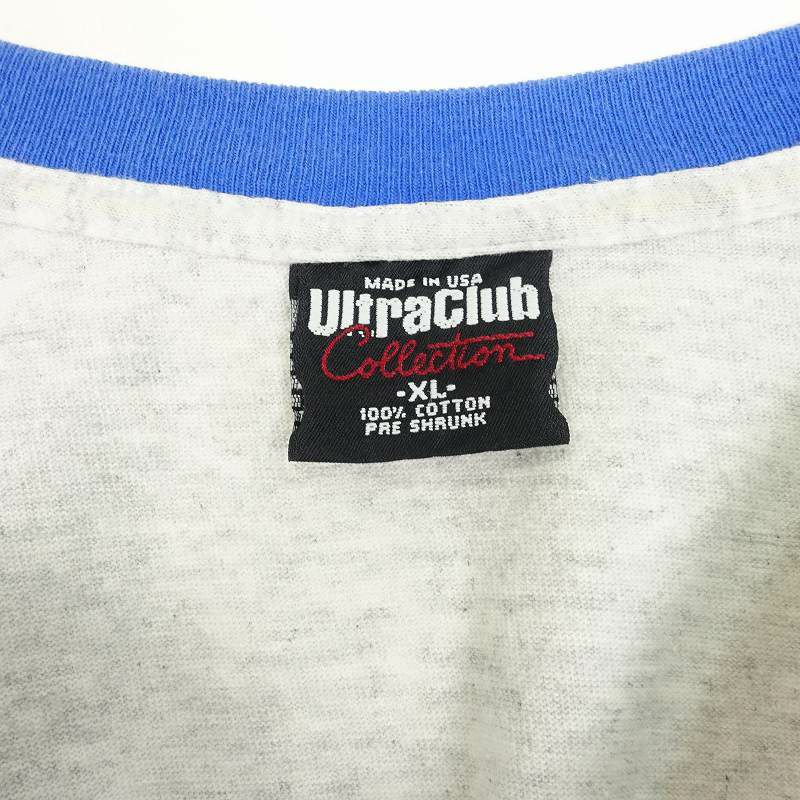 MADE IN USA
UltraClub
Collection
-XL-
100% COTTON
PRE SHRUNK